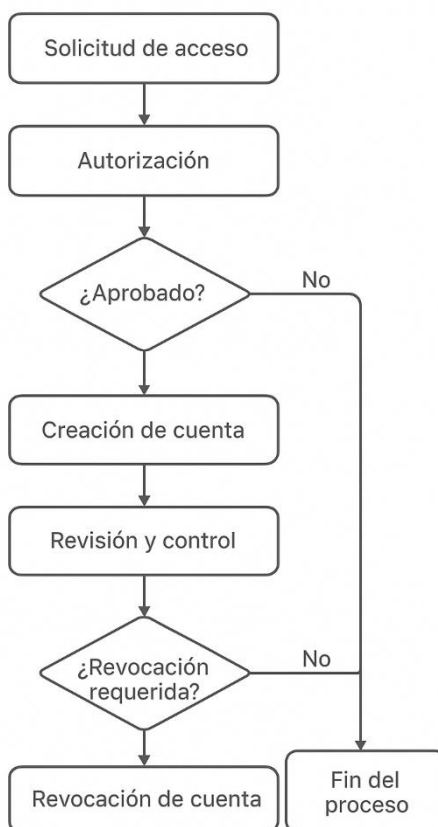 Solicitud de acceso
Autorización
¿Aprobado?
No
Creación de cuenta
Revisión y control
¿Revocación
requerida?
No
Revocación de cuenta
Fin del
proceso